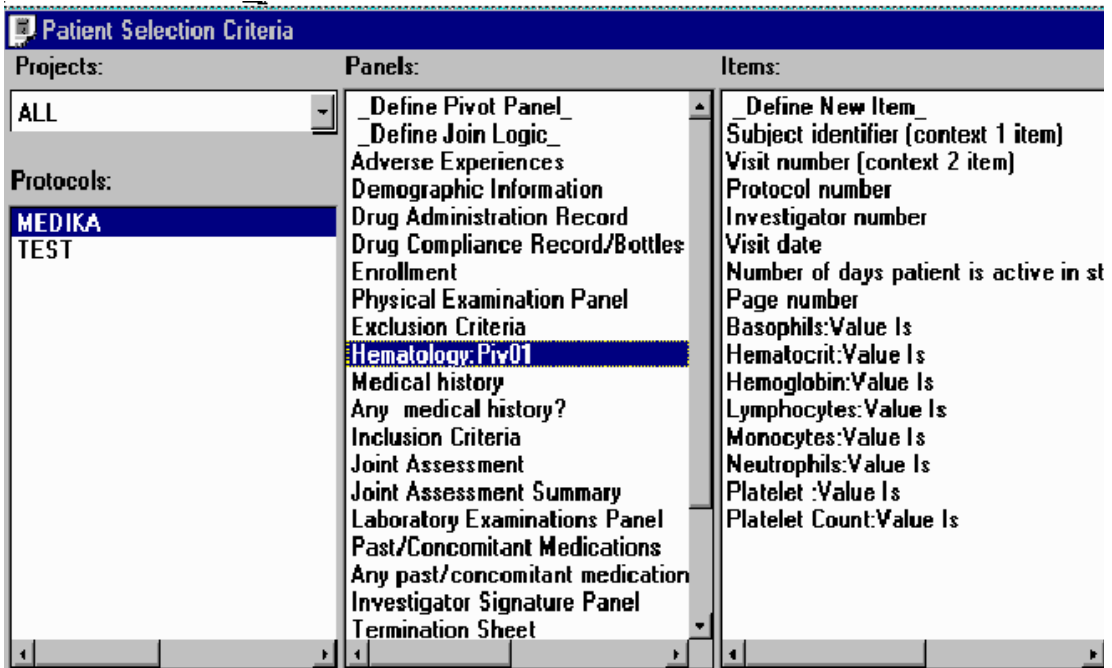 Patient Selection Criteria
Projects:
ALL
Protocols:
MEDIKA
TEST
Panels:
_Define Pivot Panel_
_Define Join Logic_
Adverse Experiences
Demographic Information
Drug Administration Record
Drug Compliance Record/Bottles
Enrollment
Physical Examination Panel
Exclusion Criteria
Hematology:Piv01
Medical history
Any  medical history?
Inclusion Criteria
Joint Assessment
Joint Assessment Summary
Laboratory Examinations Panel
Past/Concomitant Medications
Any past/concomitant medication
Investigator Signature Panel
Termination Sheet
Items:
_Define New Item_
Subject identifier (context 1 item)
Visit number (context 2 item)
Protocol number
Investigator number
Visit date
Number of days patient is active in st
Page number
Basophils:Value Is
Hematocrit:Value Is
Hemoglobin:Value Is
Lymphocytes:Value Is
Monocytes:Value Is
Neutrophils:Value Is
Platelet :Value Is
Platelet Count:Value Is